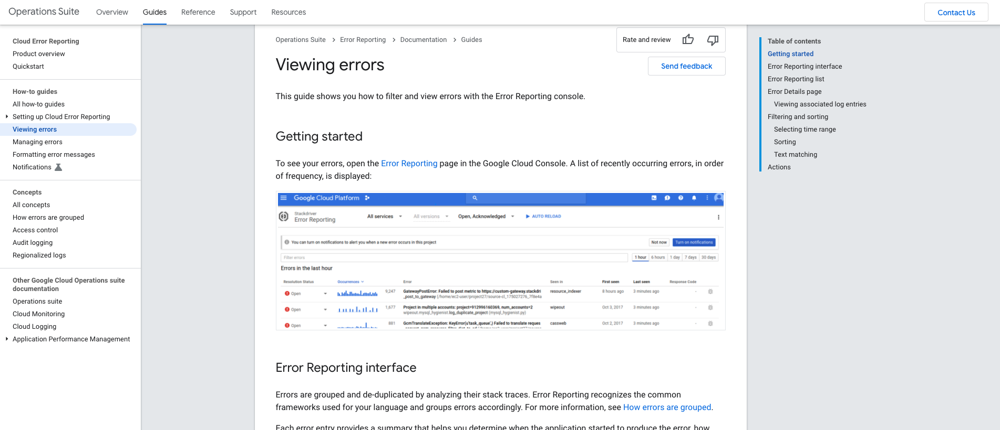 Operations Suite
Overview
Guides
Reference
Support
Resources
Contact Us
Cloud Error Reporting
Product overview
Quickstart
How-to guides
All how-to guides
Setting up Cloud Error Reporting
Viewing errors
Managing errors
Formatting error messages
Notifications
Concepts
All concepts
How errors are grouped
Access control
Audit logging
Regionalized logs
Other Google Cloud Operations suite
documentation
Operations suite
Cloud Monitoring
Cloud Logging
Application Performance Management
Operations Suite > Error Reporting > Documentation > Guides
Rate and review
Viewing errors
Send feedback
This guide shows you how to filter and view errors with the Error Reporting console.
Getting started
To see your errors, open the Error Reporting page in the Google Cloud Console. A list of recently occurring errors, in order
of frequency, is displayed:
Google Cloud Platform
Stackdriver
Error Reporting
All services
All versions
Open, Acknowledged
AUTO RELOAD
You can turn on notifications to alert you when a new error occurs in this project
Not now
Turn on notifications
Filter errors
1 hour
6 hours
1 day
7 days
30 days
Errors in the last hour
Resolution Status Occurrences Error Seen in First seen Last seen Response Code
Open 9,247 GatewayPostError: Failed to post metric to https://custom-gateway.stackdri resource_indexer 8 hours ago 3 minutes ago -
_post_to_gateway (/home/ec2-user/project27/source-cl_175027276_7f8e4a
Open 1,677 Project in multiple accounts: project=912996160369, num_accounts=2 wipeout Oct 3, 2017 3 minutes ago -
wipeout.mysql_hygienist.log_duplicate_project (mysql_hygienist.py)
Open 881 GcmTranslateException: KeyError(u'task_queue',) Failed to translate reques cassweb Oct 2, 2017 3 minutes ago -
Error Reporting interface
Errors are grouped and de-duplicated by analyzing their stack traces. Error Reporting recognizes the common
frameworks used for your language and groups errors accordingly. For more information, see How errors are grouped.
Each error entry provides a summary that helps you determine when the application started to produce the error, how
Table of contents
Getting started
Error Reporting interface
Error Reporting list
Error Details page
Viewing associated log entries
Filtering and sorting
Selecting time range
Sorting
Text matching
Actions